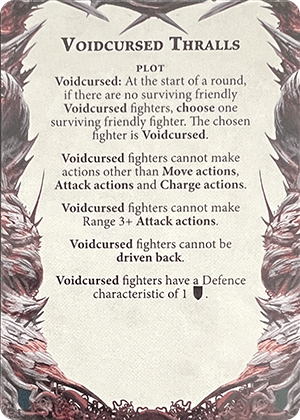 Voidcursed Thralls
PLOT
Voidcursed: At the start of a round,
if there are no surviving friendly
Voidcursed fighters, choose one
surviving friendly fighter. The chosen
fighter is Voidcursed.
Voidcursed fighters cannot make
actions other than Move actions,
Attack actions and Charge actions.
Voidcursed fighters cannot make
Range 3+ Attack actions.
Voidcursed fighters cannot be
driven back.
Voidcursed fighters have a Defence
characteristic of 1 .